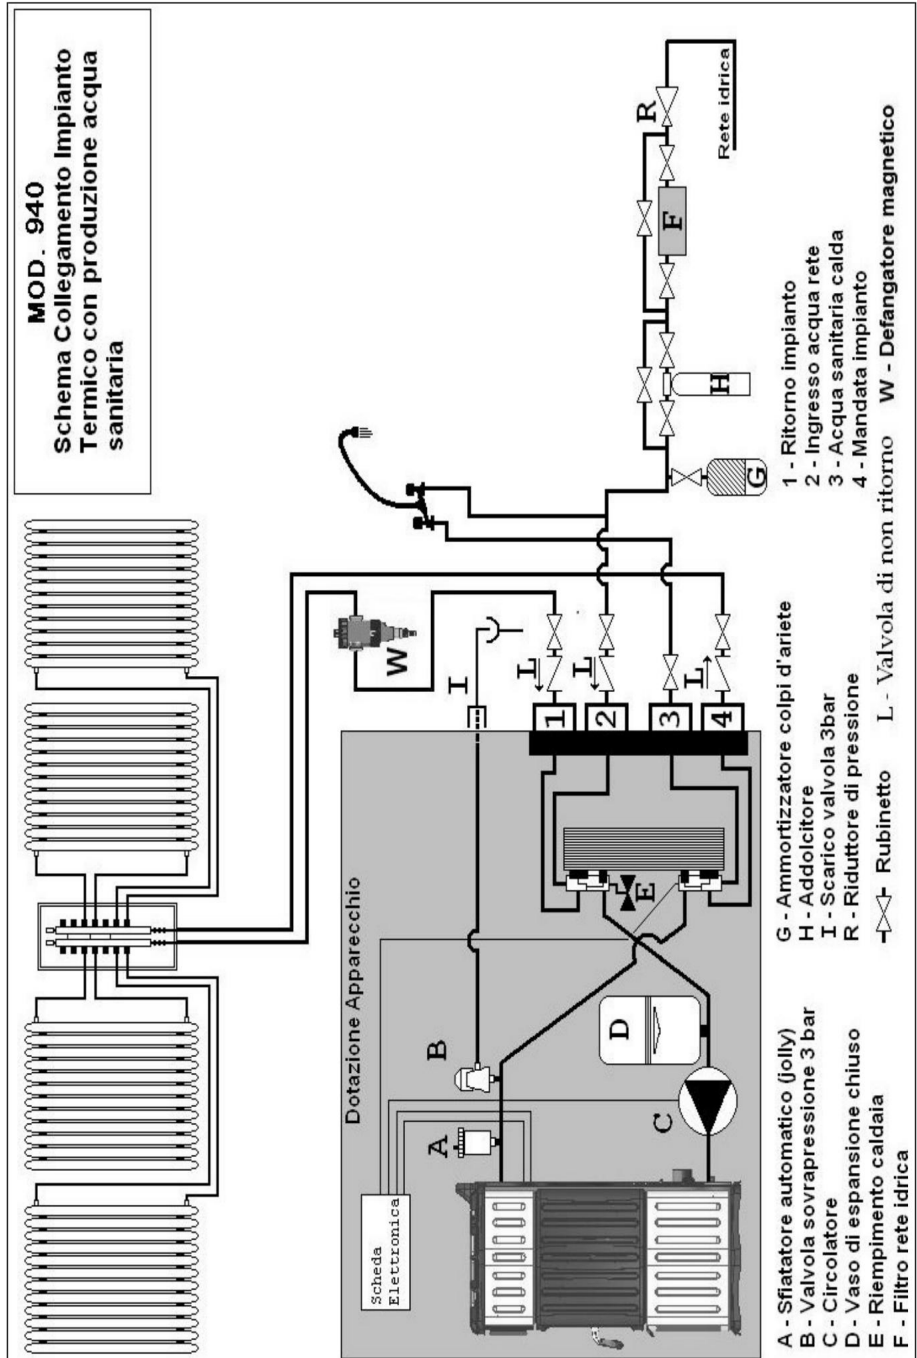 MOD. 940
Schema Collegamento Impianto
Termico con produzione acqua
sanitaria
Rete idrica
R
F
H
G
W
I
L
L
L
1
2
3
4
Dotazione Apparecchio
Scheda
Elettronica
A
B
C
D
E
A - Sfiatatore automatico (jolly)
B - Valvola sovrapressione 3 bar
C - Circolatore
D - Vaso di espansione chiuso
E - Riempimento caldaia
F - Filtro rete idrica
G - Ammortizzatore colpi d'ariete
H - Addolcitore
I - Scarico valvola 3bar
R - Riduttore di pressione
Rubinetto
L - Valvola di non ritorno
W - Defangatore magnetico
1 - Ritorno impianto
2 - Ingresso acqua rete
3 - Acqua sanitaria calda
4 - Mandata impianto